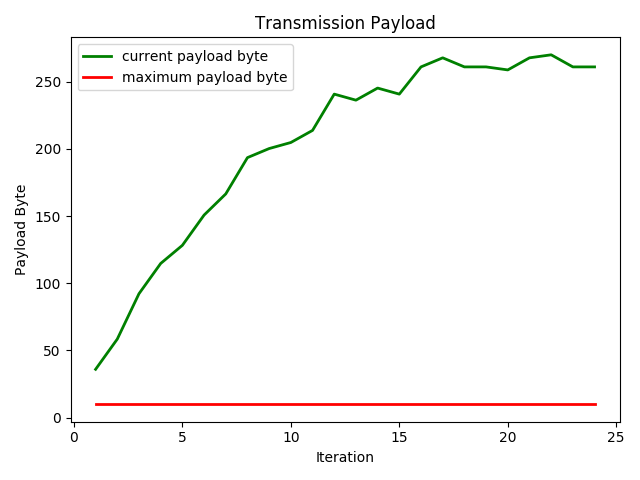 Transmission Payload
current payload byte
maximum payload byte
Payload Byte
250
200
150
100
50
0
0 5 10 15 20 25
Iteration